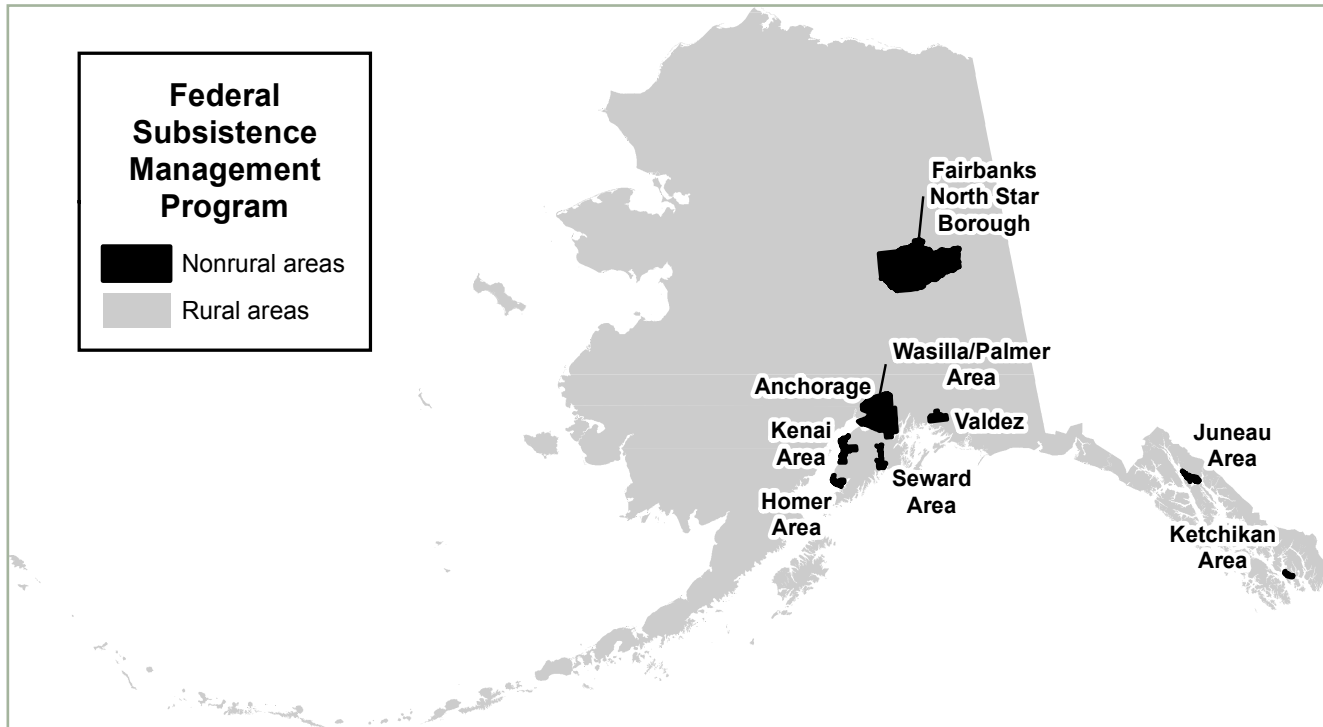 Federal
Subsistence
Management
Program
Nonrural areas
Rural areas
Fairbanks
North Star
Borough
Wasilla/Palmer
Area
Anchorage
Valdez
Kenai
Area
Seward
Area
Homer
Area
Juneau
Area
Ketchikan
Area